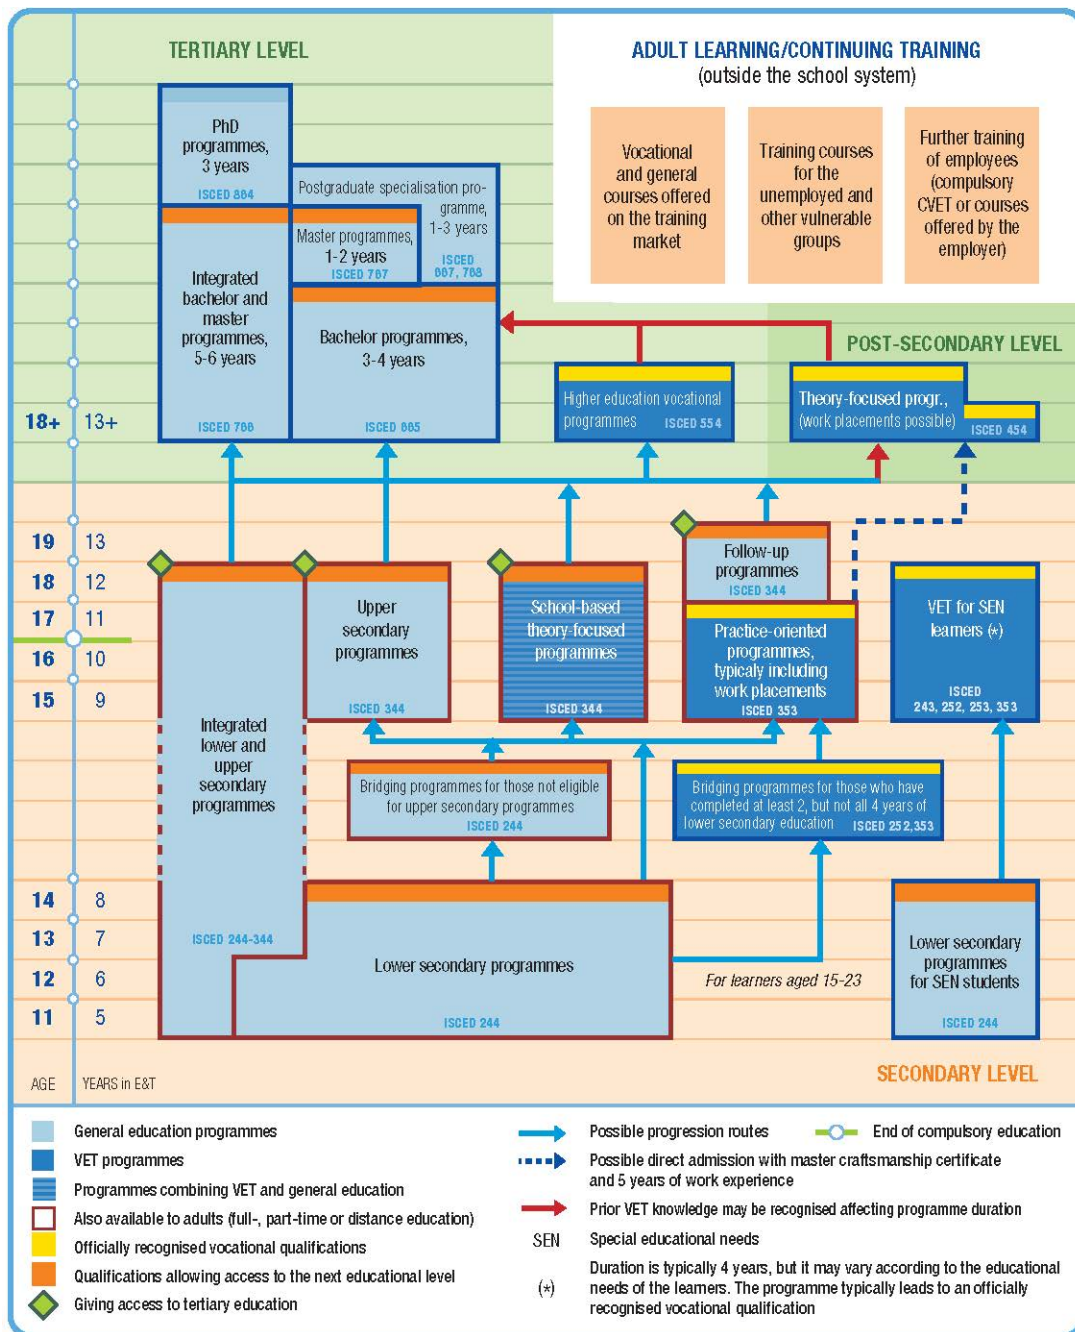 TERTIARY LEVEL
ADULT LEARNING/CONTINUING TRAINING
(outside the school system)
Vocational
and general
courses offered
on the training
market
Training courses
for the
unemployed and
other vulnerable
groups
Further training
of employees
(compulsory
CVET or courses
offered by the
employer)
PhD
programmes,
3 years
ISCED 864
Postgraduate specialisation pro-
gramme,
1-3 years
ISCED
667, 768
Master programmes,
1-2 years
ISCED 767
Integrated
bachelor and
master
programmes,
5-6 years
ISCED 766
Bachelor programmes,
3-4 years
ISCED 665
POST-SECONDARY LEVEL
Higher education vocational
programmes
ISCED 554
Theory-focused progr.,
(work placements possible)
ISCED 454
18+ 13+
19 13
18 12
17 11
16 10
15 9
14 8
13 7
12 6
11 5
AGE YEARS in E&T
Follow-up
programmes
ISCED 344
Upper
secondary
programmes
ISCED 344
School-based
theory-focused
programmes
ISCED 344
Practice-oriented
programmes,
typicaly including
work placements
ISCED 353
VET for SEN
learners (*)
ISCED
243, 252, 253, 353
Integrated
lower and
upper
secondary
programmes
ISCED 244-344
Bridging programmes for those not eligible
for upper secondary programmes
ISCED 244
Bridging programmes for those who have
completed at least 2, but not all 4 years of
lower secondary education
ISCED 252,353
Lower secondary programmes
ISCED 244
For learners aged 15-23
Lower secondary
programmes
for SEN students
ISCED 244
SECONDARY LEVEL
General education programmes
VET programmes
Programmes combining VET and general education
Also available to adults (full-, part-time or distance education)
Officially recognised vocational qualifications
Qualifications allowing access to the next educational level
Giving access to tertiary education
Possible progression routes
End of compulsory education
Possible direct admission with master craftsmanship certificate
and 5 years of work experience
Prior VET knowledge may be recognised affecting programme duration
SEN Special educational needs
(*) Duration is typically 4 years, but it may vary according to the educational
needs of the learners. The programme typically leads to an officially
recognised vocational qualification